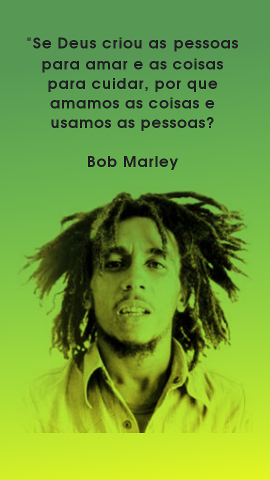 "Se Deus criou as pessoas
para amar e as coisas
para cuidar, por que
amamos as coisas e
usamos as pessoas?
Bob Marley